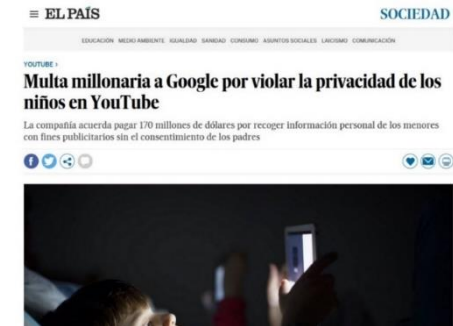 EL PAÍS
SOCIEDAD
EDUCACIÓN MEDIO AMBIENTE IGUALDAD SANIDAD CONSUMO ASUNTOS SOCIALES LAICISMO COMUNICACIÓN
YOUTUBE ›
Multa millonaria a Google por violar la privacidad de los
niños en YouTube
La compañía acuerda pagar 170 millones de dólares por recoger información personal de los menores
con fines publicitarios sin el consentimiento de los padres